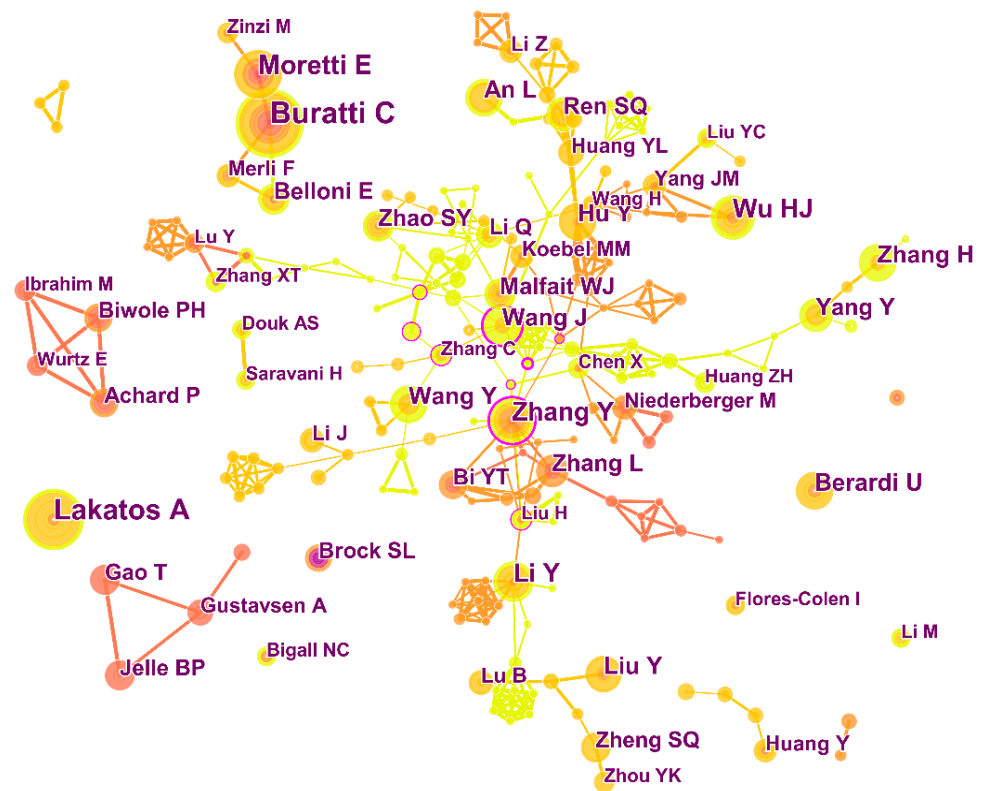 Zinzi M
Li Z
Moretti E
An L
Buratti C
Ren SQ
Liu YC
Huang YL
Merli F
Yang JM
Belloni E
Wang H
Wu HJ
Zhao SY
Hu Y
Li Q
Lu Y
Koebel MM
Zhang H
Zhang XT
Ibrahim M
Malfait WJ
Biwole PH
Yang Y
Wang J
Douk AS
Zhang C
Wurtz E
Chen X
Saravani H
Huang ZH
Achard P
Wang Y
Niederberger M
Zhang Y
Li J
Zhang L
Bi YT
Berardi U
Lakatos A
Liu H
Brock SL
Gao T
Li Y
Flores-Colen I
Gustavsen A
Li M
Bigall NC
Jelle BP
Lu B
Liu Y
Zheng SQ
Huang Y
Zhou YK